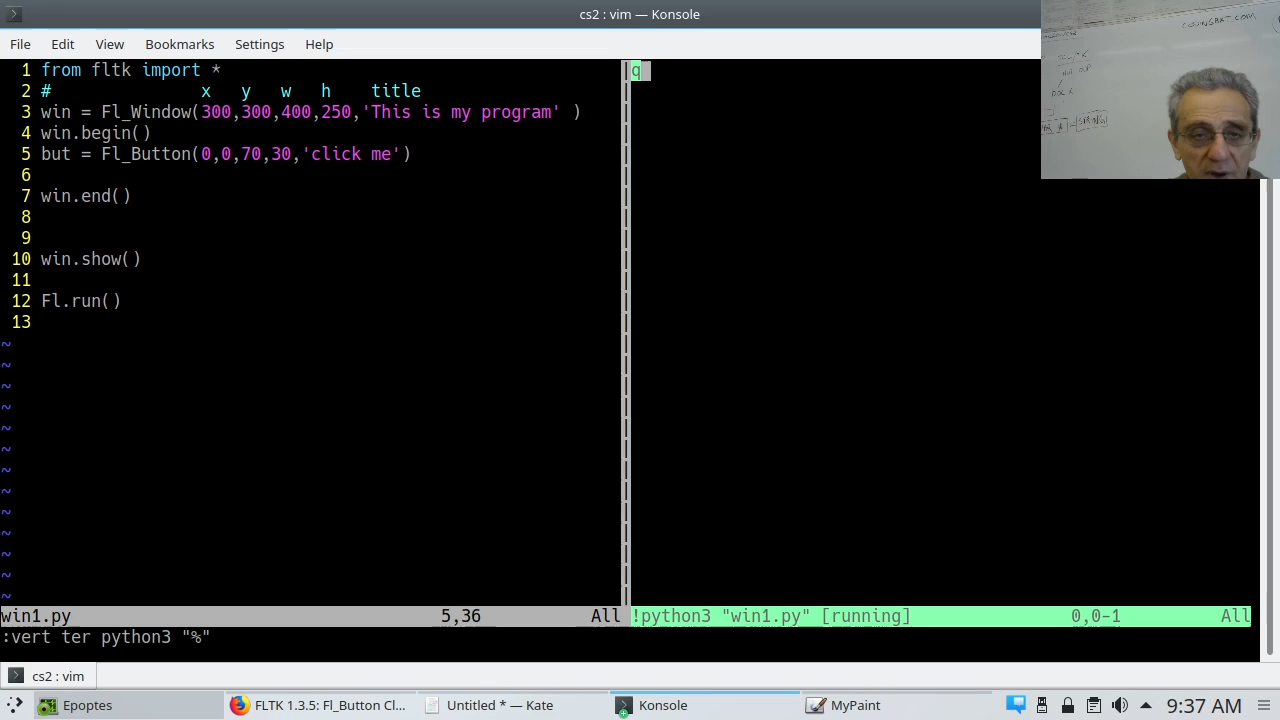 cs2 : vim — Konsole
File Edit View Bookmarks Settings Help
1 from fltk import *
2 # x y w h title
3 win = Fl_Window(300,300,400,250,'This is my program' )
4 win.begin()
5 but = Fl_Button(0,0,70,30,'click me')
6
7 win.end()
8
9
10 win.show()
11
12 Fl.run()
13
~
~
~
~
~
~
~
~
~
~
~
~
~
q
win1.py 5,36 All
!python3 "win1.py" [running] 0,0-1 All
:vert ter python3 "%"
cs2 : vim
Epoptes
FLTK 1.3.5: Fl_Button Cl...
Untitled * — Kate
Konsole
MyPaint
9:37 AM
CODINGBAT.COM